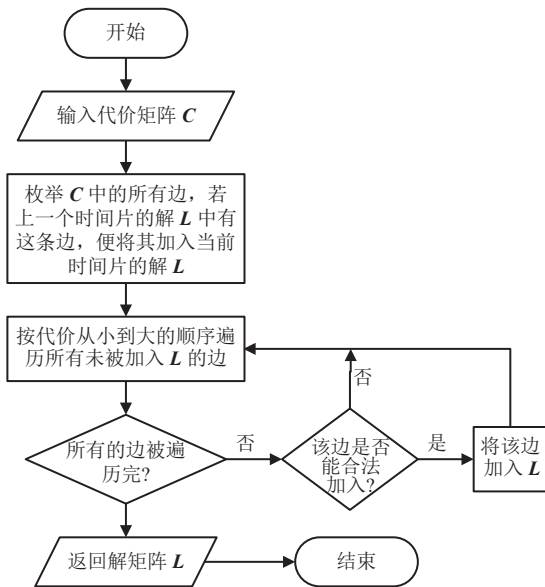 开始
输入代价矩阵 C
枚举 C 中的所有边，若
上一个时间片的解 L 中有
这条边，便将其加入当前
时间片的解 L
按代价从小到大的顺序遍
历所有未被加入 L 的边
所有的边被遍
历完?
否
该边是否
能合法
加入?
否
是
将该边
加入 L
返回解矩阵 L
结束